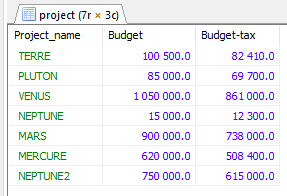 project (7r × 3c)
Project_name Budget Budget-tax
TERRE 100 500.0 82 410.0
PLUTON 85 000.0 69 700.0
VENUS 1 050 000.0 861 000.0
NEPTUNE 15 000.0 12 300.0
MARS 900 000.0 738 000.0
MERCURE 620 000.0 508 400.0
NEPTUNE2 750 000.0 615 000.0